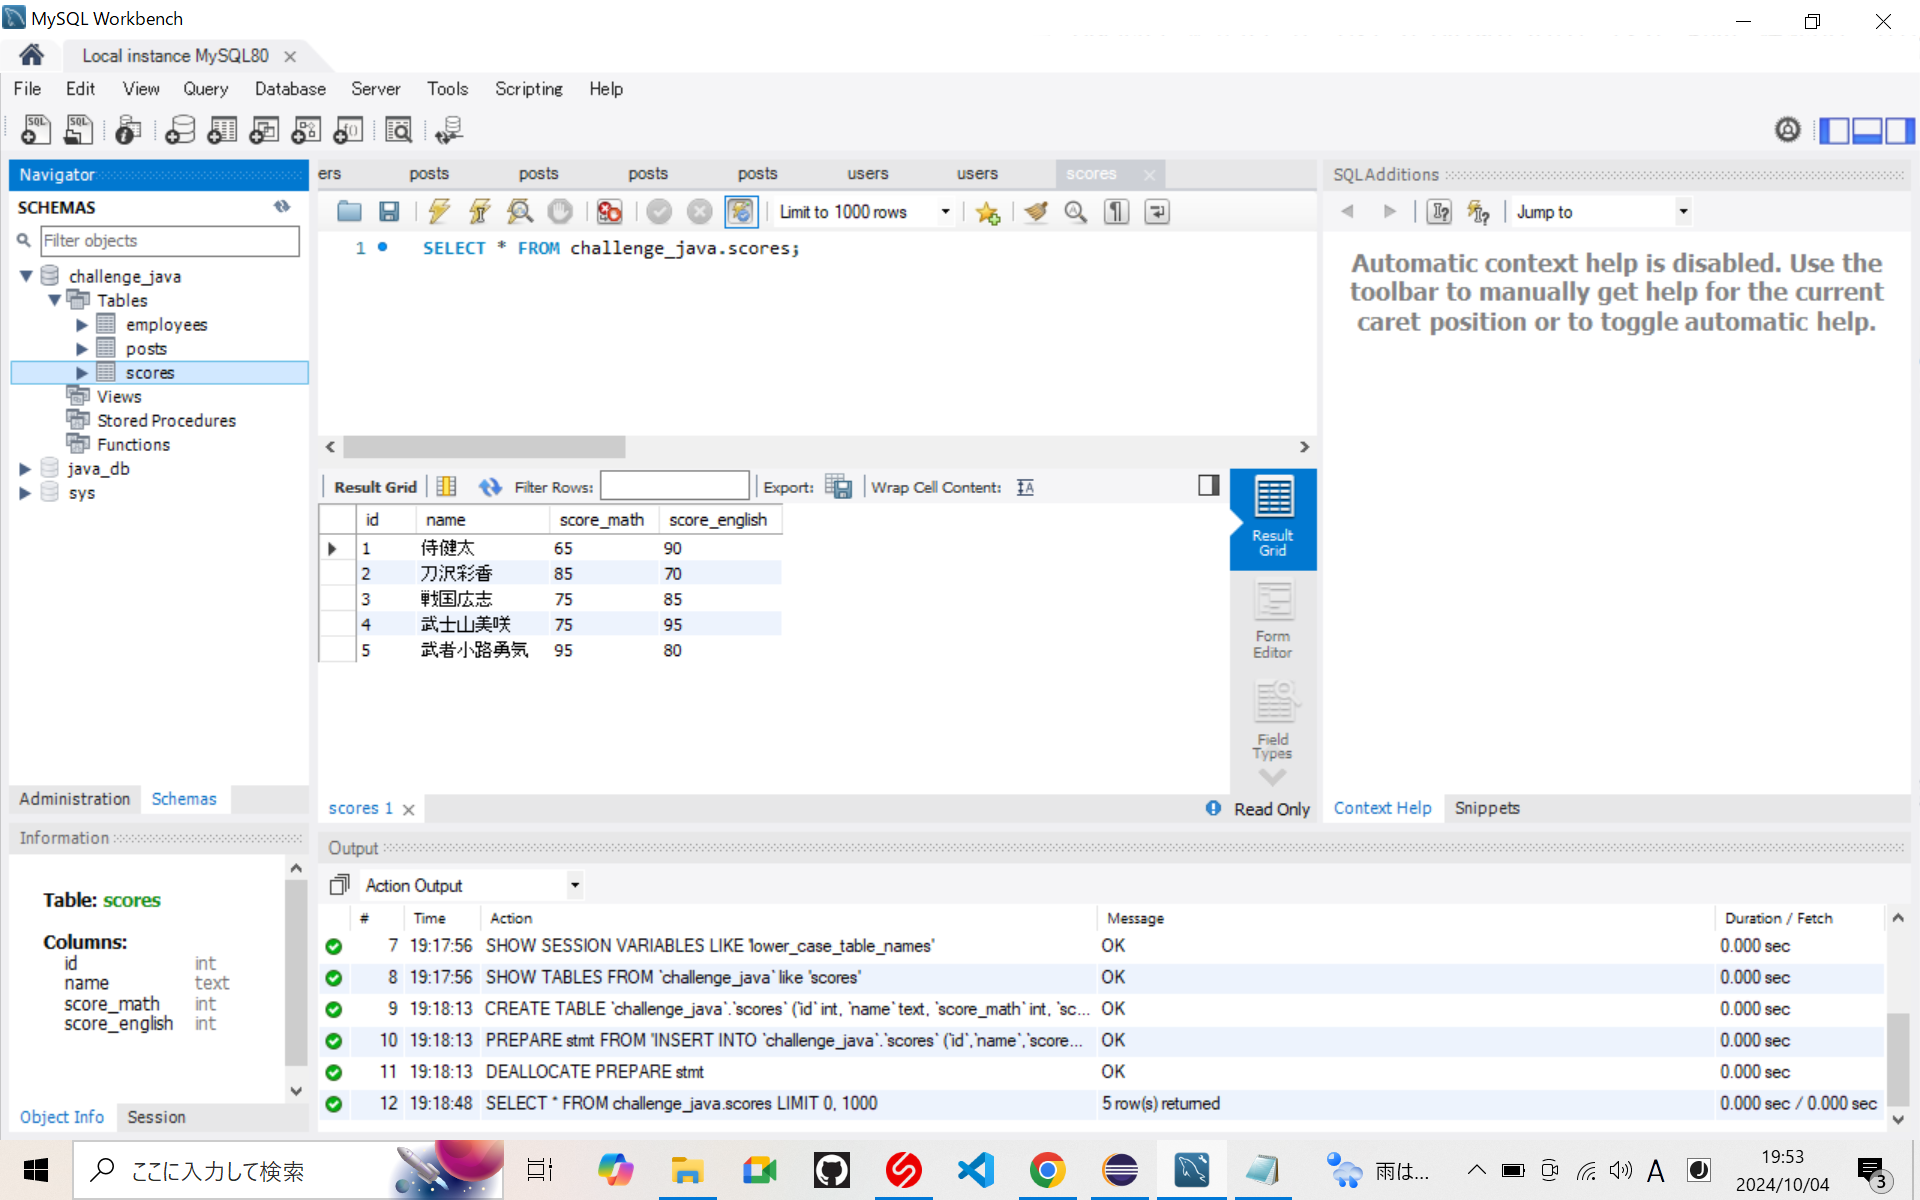 MySQL Workbench
Local instance MySQL80
File Edit View Query Database Server Tools Scripting Help
Navigator
SCHEMAS
Filter objects
challenge_java
Tables
employees
posts
scores
Views
Stored Procedures
Functions
java_db
sys
Administration Schemas
Information
Table: scores
Columns:
id int
name text
score_math int
score_english int
Object Info Session
ers posts posts posts posts users users scores
Limit to 1000 rows
1 SELECT * FROM challenge_java.scores;
Result Grid Filter Rows: Export: Wrap Cell Content:
id name score_math score_english
1 侍健太 65 90
2 刀沢彩香 85 70
3 戦国広志 75 85
4 武士山美咲 75 95
5 武者小路勇気 95 80
Result
Grid
Form
Editor
Field
Types
scores 1
Read Only
SQLAdditions
Jump to
Automatic context help is disabled. Use the
toolbar to manually get help for the current
caret position or to toggle automatic help.
Context Help Snippets
Output
Action Output
# Time Action Message Duration / Fetch
7 19:17:56 SHOW SESSION VARIABLES LIKE 'lower_case_table_names' OK 0.000 sec
8 19:17:56 SHOW TABLES FROM `challenge_java` like 'scores' OK 0.000 sec
9 19:18:13 CREATE TABLE `challenge_java`.`scores` (`id` int, `name` text, `score_math` int, `sc... OK 0.000 sec
10 19:18:13 PREPARE stmt FROM 'INSERT INTO `challenge_java`.`scores` (`id`,`name`,`score... OK 0.000 sec
11 19:18:13 DEALLOCATE PREPARE stmt OK 0.000 sec
12 19:18:48 SELECT * FROM challenge_java.scores LIMIT 0, 1000 5 row(s) returned 0.000 sec / 0.000 sec
ここに入力して検索
雨は...
A
19:53
2024/10/04
3